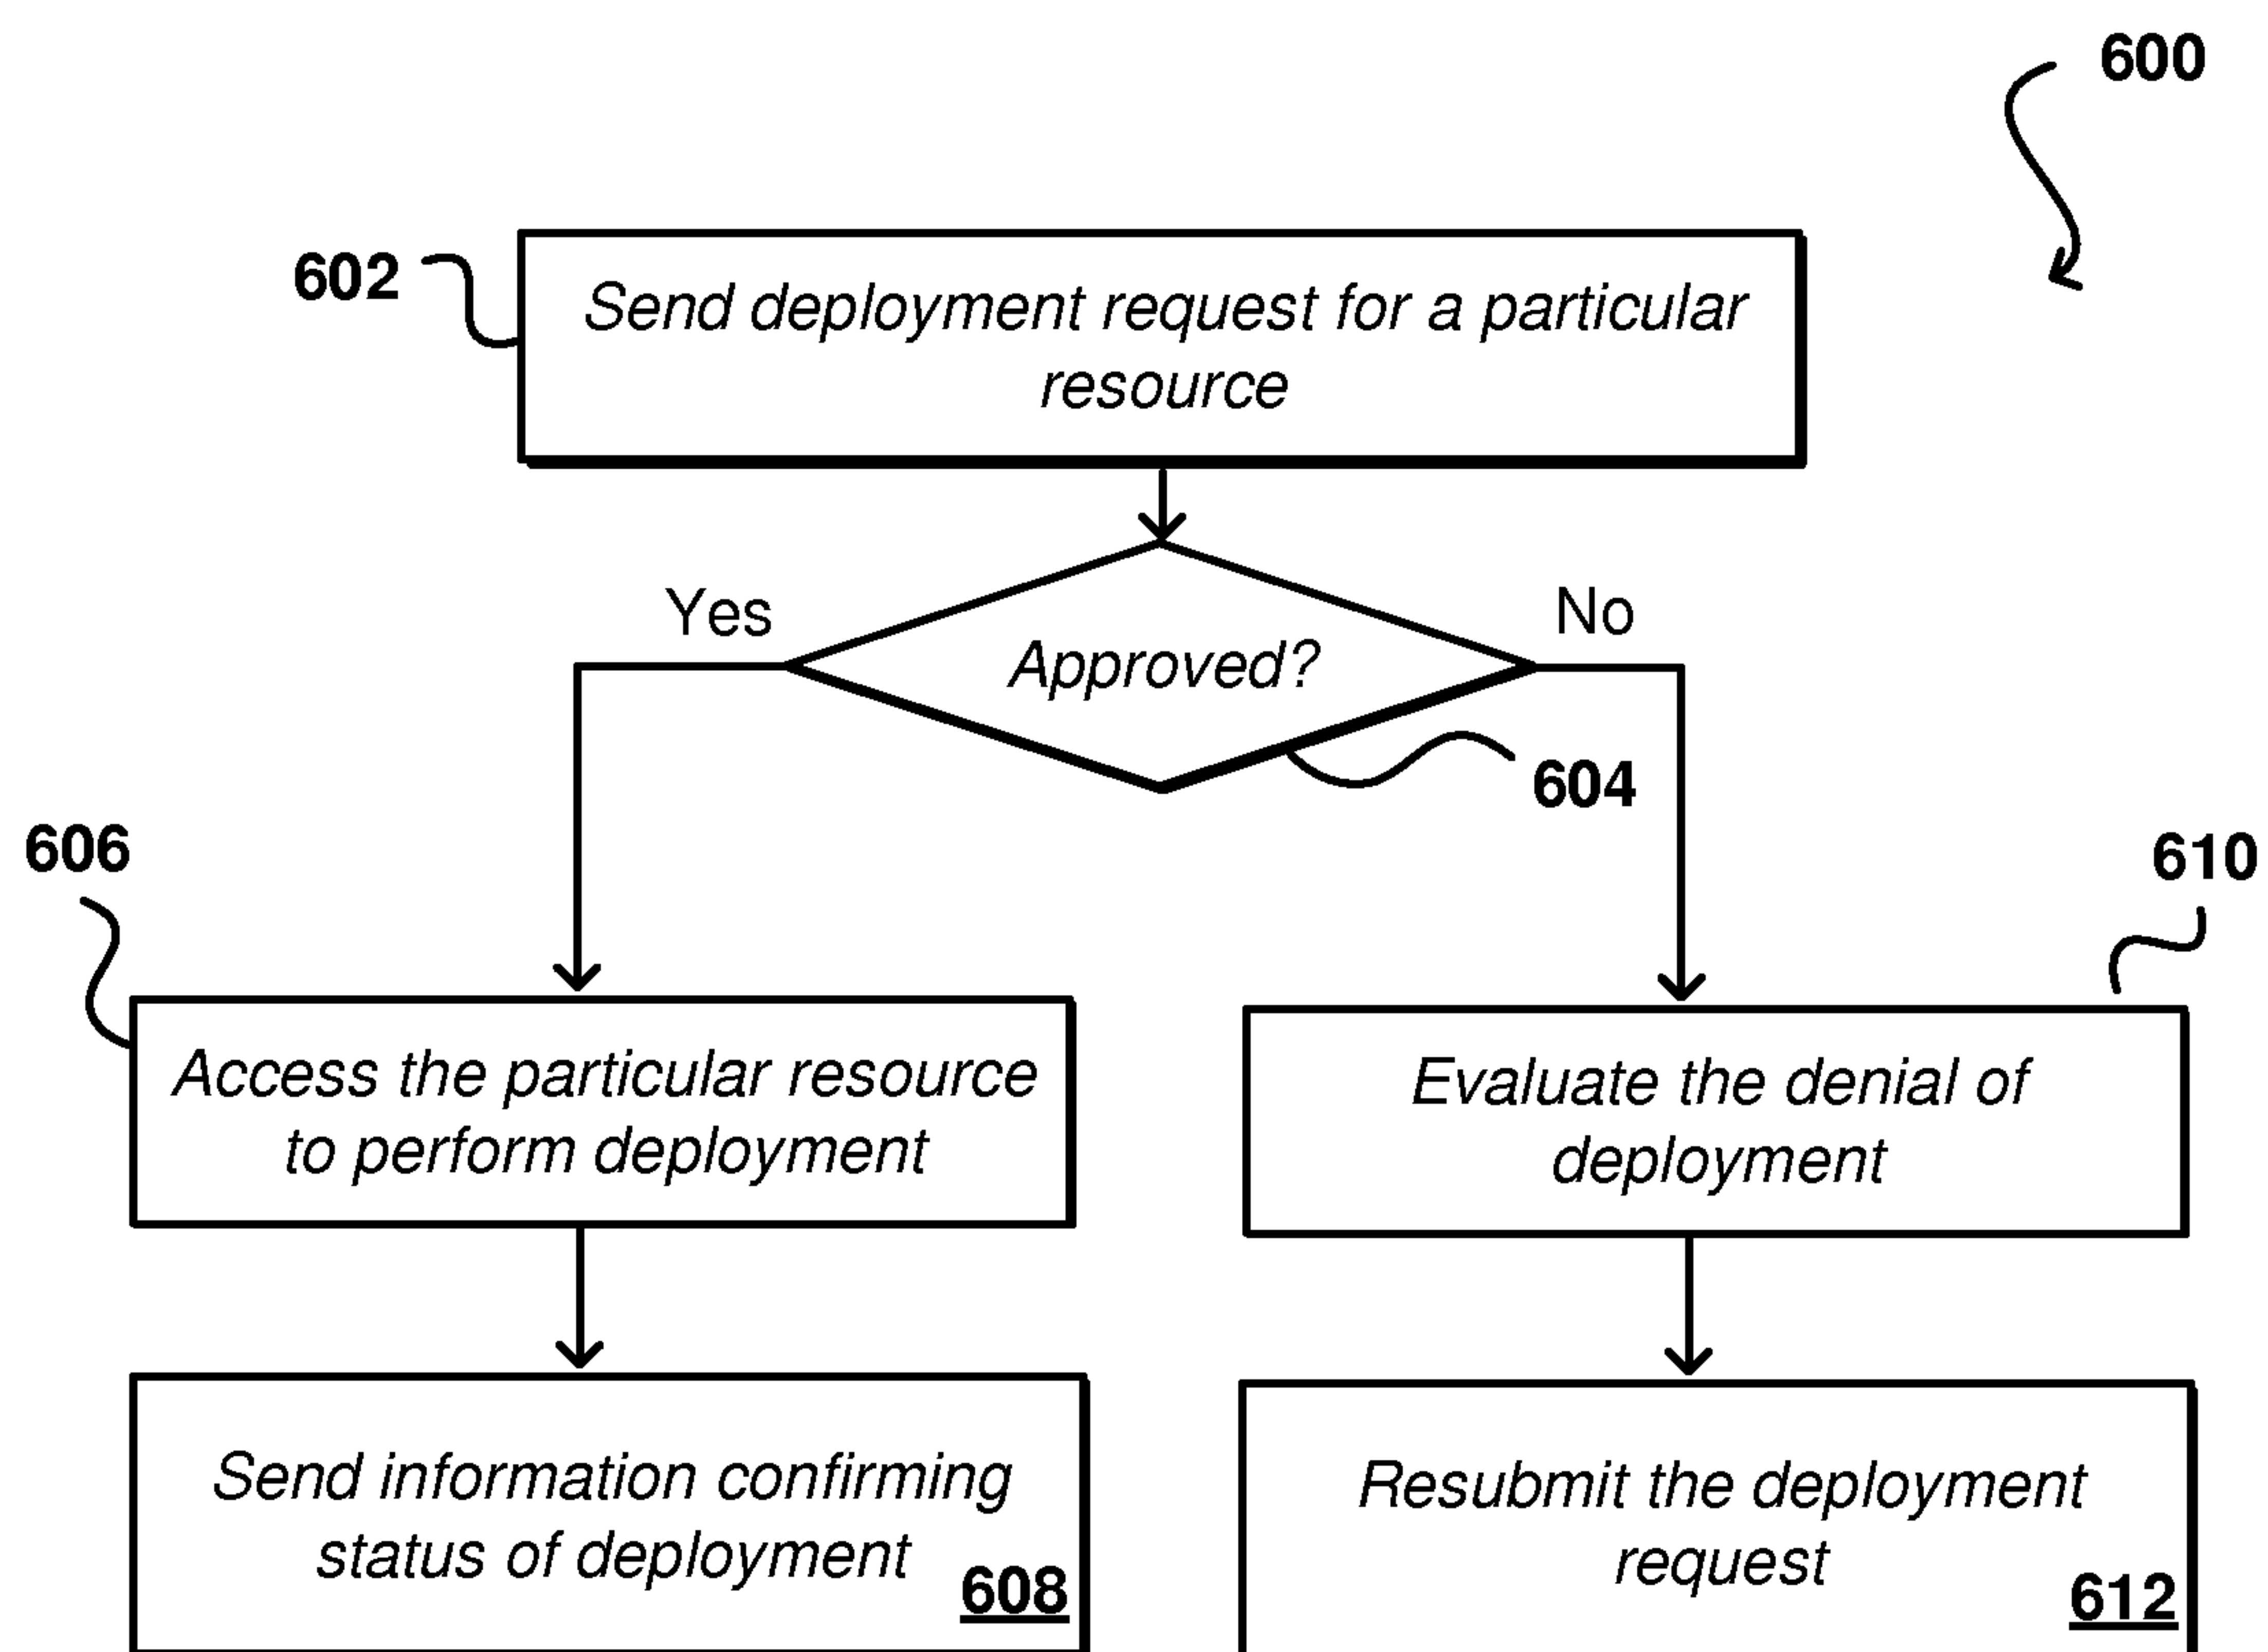 600
602
Send deployment request for a particular
resource
Yes
Approved?
No
604
606
610
Access the particular resource
to perform deployment
Evaluate the denial of
deployment
Send information confirming
status of deployment
608
Resubmit the deployment
request
612